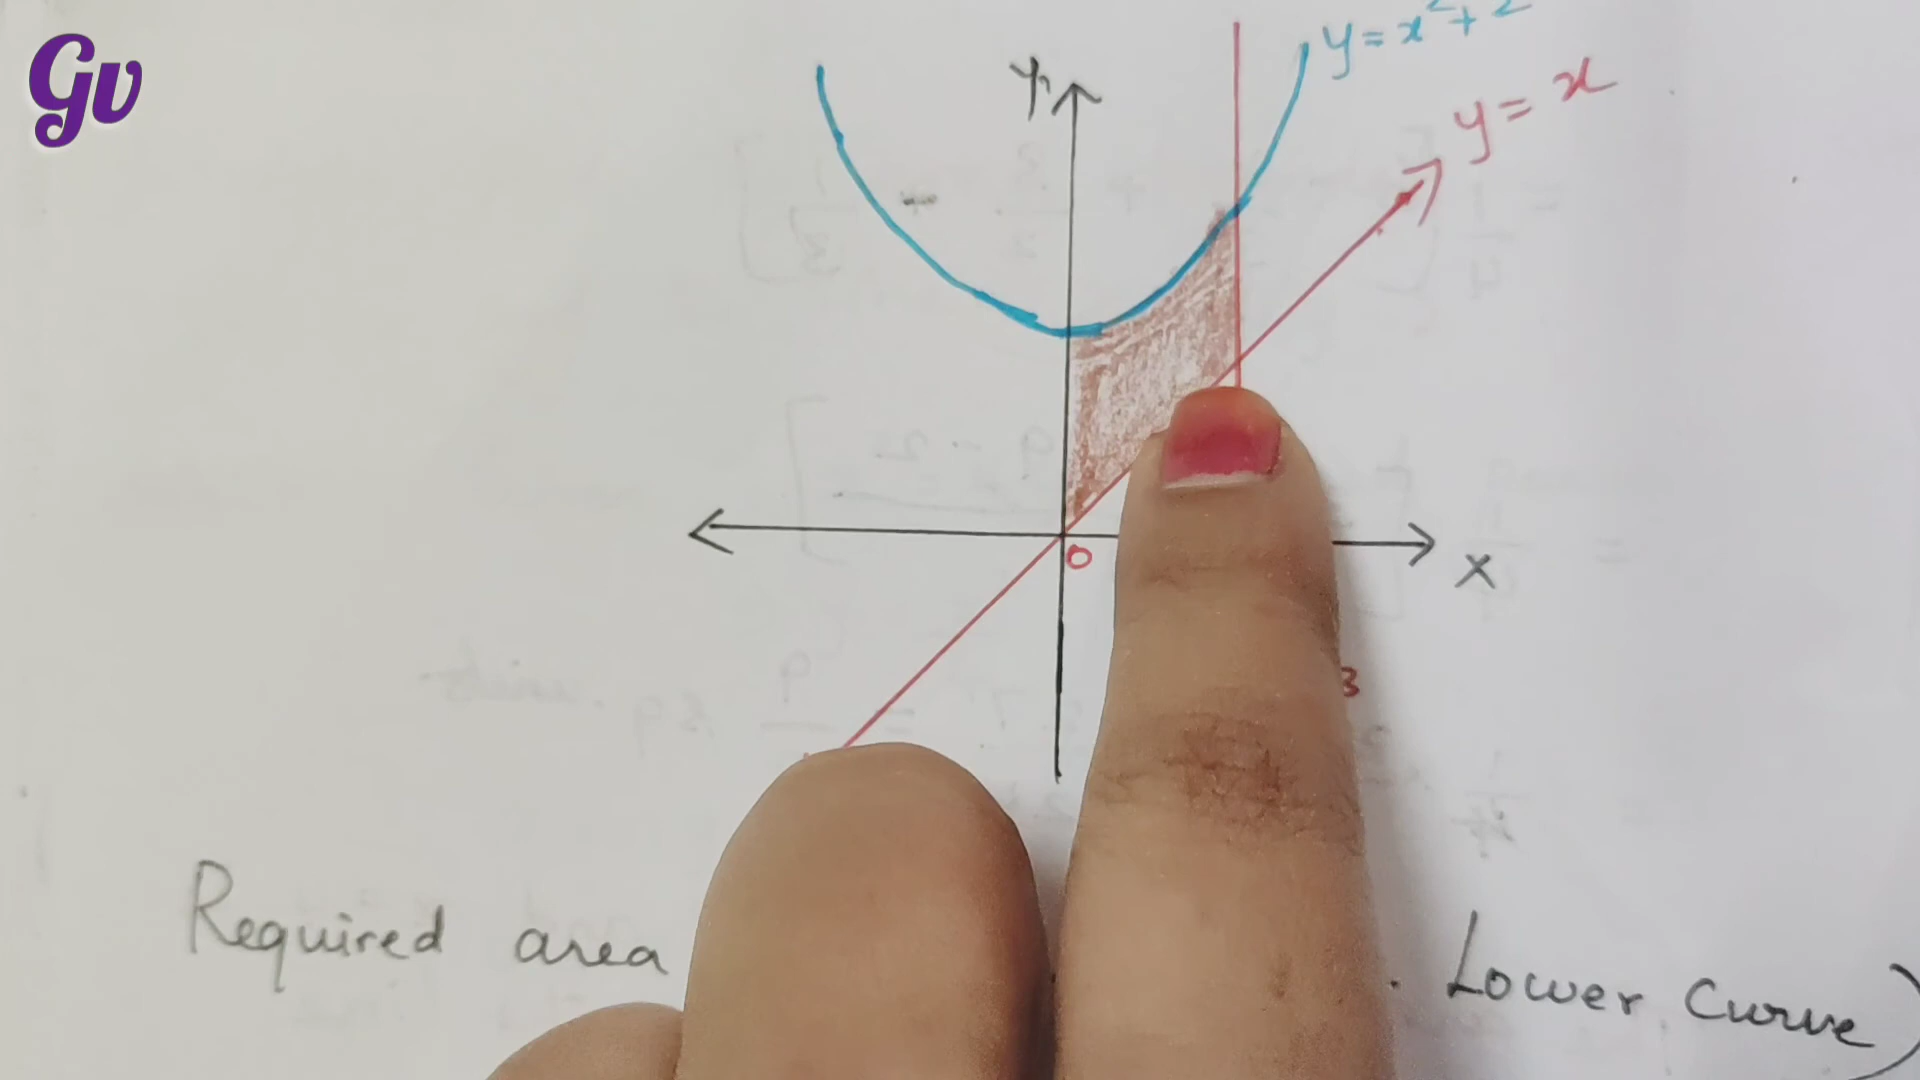 Gv
y = x² + 2
y
y = x
0
x
3
Required area
Lower Curve)